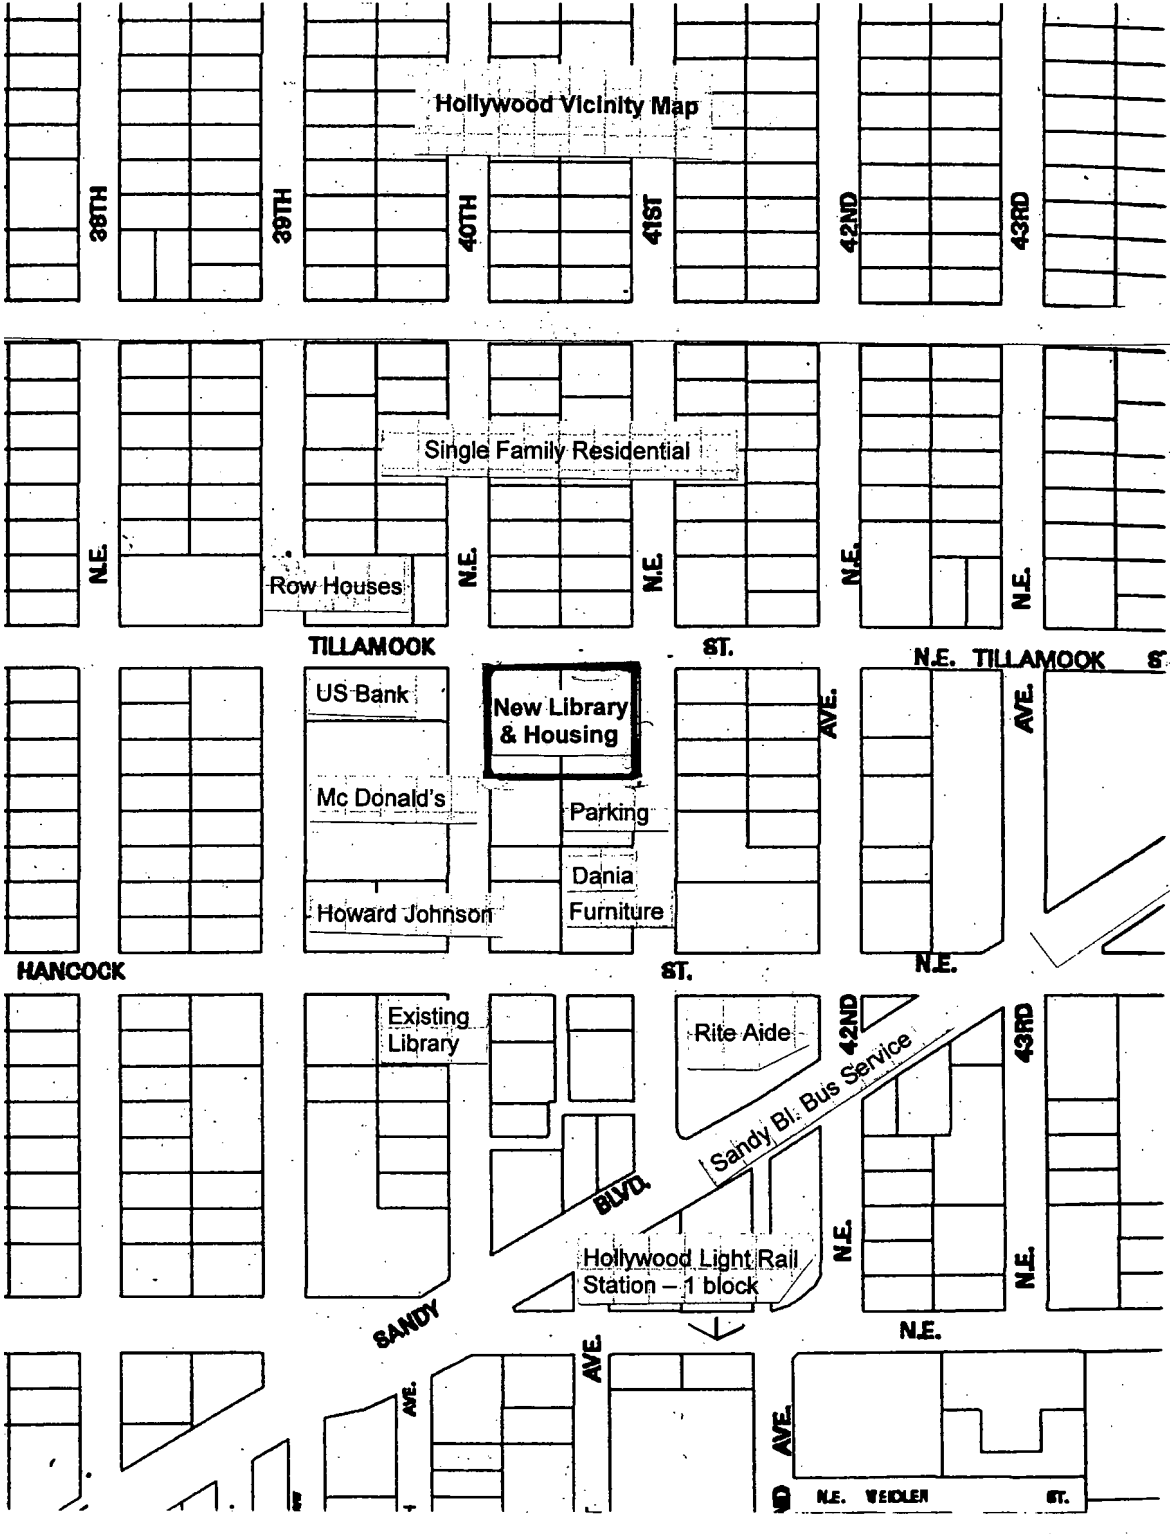 Hollywood Vicinity Map
38TH
39TH
40TH
41ST
42ND
43RD
Single Family Residential
N.E.
Row Houses
N.E.
N.E.
N.E.
N.E.
TILLAMOOK
ST.
N.E. TILLAMOOK
US Bank
New Library
& Housing
AVE.
AVE.
Mc Donald's
Parking
Dania
Furniture
Howard Johnson
HANCOCK
ST.
N.E.
Existing
Library
Rite Aide
42ND
43RD
Sandy Bl. Bus Service
BLVD.
N.E.
N.E.
Hollywood Light Rail
Station – 1 block
SANDY
N.E.
AVE.
AVE.
AVE.
N.E. WEIDLER
ST.